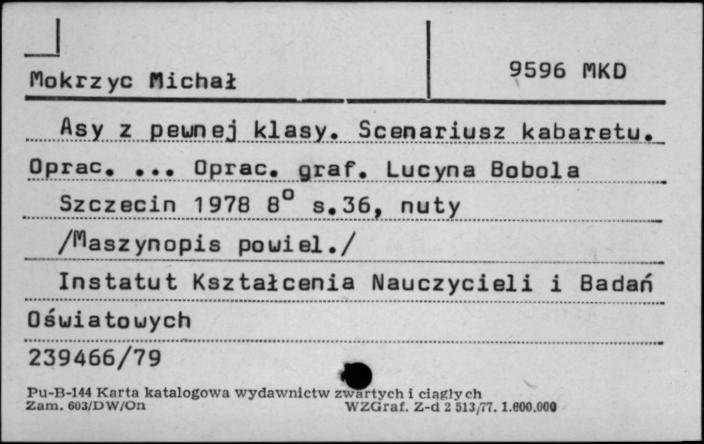 Mokrzyc Michał
9596 MKD
Asy z pewnej klasy. Scenariusz kabaretu.
Oprac. ... Oprac. graf. Lucyna Bobola
Szczecin 1978 8° s.36, nuty
/Maszynopis powiel./
Instatut Kształcenia Nauczycieli i Badań
Oświatowych
239466/79
Pu-B-144 Karta katalogowa wydawnictw zwartych i ciągłych
Zam. 603/DW/On WZGraf. Z-d 2 513/77. 1.000.000